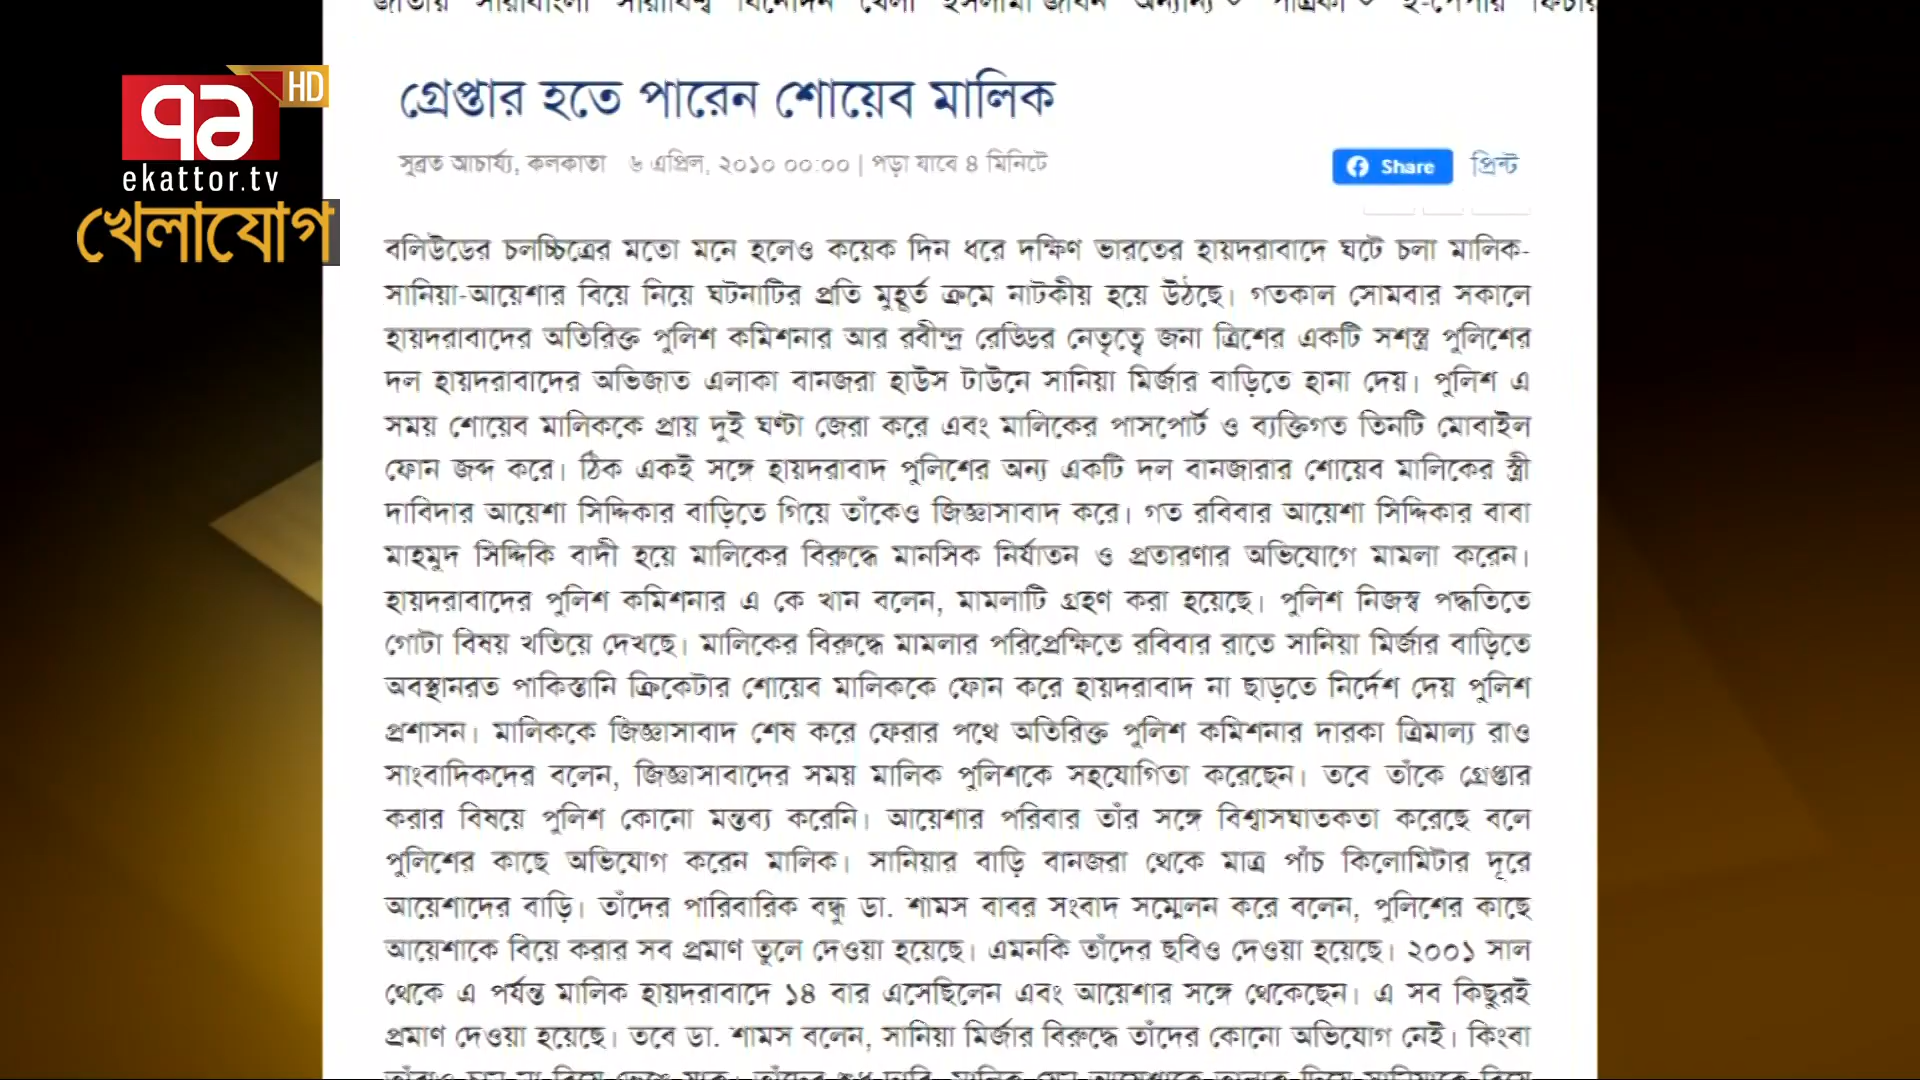 জাতীয় সারাবাংলা সারাবিশ্ব বিনোদন খেলা ইসলামী জীবন অন্যান্য পত্রিকা ই-পেপার ফিচার
HD
গ্রেপ্তার হতে পারেন শোয়েব মালিক
ekattor.tv
সুব্রত আচার্য্য, কলকাতা ৬ এপ্রিল, ২০১০ ০০:০০ | পড়া যাবে ৪ মিনিটে
Share প্রিন্ট
খেলাযোগ
বলিউডের চলচ্চিত্রের মতো মনে হলেও কয়েক দিন ধরে দক্ষিণ ভারতের হায়দরাবাদে ঘটে চলা মালিক-
সানিয়া-আয়েশার বিয়ে নিয়ে ঘটনাটির প্রতি মুহূর্ত ক্রমে নাটকীয় হয়ে উঠছে। গতকাল সোমবার সকালে
হায়দরাবাদের অতিরিক্ত পুলিশ কমিশনার আর রবীন্দ্র রেড্ডির নেতৃত্বে জনা ত্রিশের একটি সশস্ত্র পুলিশের
দল হায়দরাবাদের অভিজাত এলাকা বানজরা হাউস টাউনে সানিয়া মির্জার বাড়িতে হানা দেয়। পুলিশ এ
সময় শোয়েব মালিককে প্রায় দুই ঘণ্টা জেরা করে এবং মালিকের পাসপোর্ট ও ব্যক্তিগত তিনটি মোবাইল
ফোন জব্দ করে। ঠিক একই সঙ্গে হায়দরাবাদ পুলিশের অন্য একটি দল বানজারার শোয়েব মালিকের স্ত্রী
দাবিদার আয়েশা সিদ্দিকার বাড়িতে গিয়ে তাঁকেও জিজ্ঞাসাবাদ করে। গত রবিবার আয়েশা সিদ্দিকার বাবা
মাহমুদ সিদ্দিকি বাদী হয়ে মালিকের বিরুদ্ধে মানসিক নির্যাতন ও প্রতারণার অভিযোগে মামলা করেন।
হায়দরাবাদের পুলিশ কমিশনার এ কে খান বলেন, মামলাটি গ্রহণ করা হয়েছে। পুলিশ নিজস্ব পদ্ধতিতে
গোটা বিষয় খতিয়ে দেখছে। মালিকের বিরুদ্ধে মামলার পরিপ্রেক্ষিতে রবিবার রাতে সানিয়া মির্জার বাড়িতে
অবস্থানরত পাকিস্তানি ক্রিকেটার শোয়েব মালিককে ফোন করে হায়দরাবাদ না ছাড়তে নির্দেশ দেয় পুলিশ
প্রশাসন। মালিককে জিজ্ঞাসাবাদ শেষ করে ফেরার পথে অতিরিক্ত পুলিশ কমিশনার দারকা ত্রিমাল্য রাও
সাংবাদিকদের বলেন, জিজ্ঞাসাবাদের সময় মালিক পুলিশকে সহযোগিতা করেছেন। তবে তাঁকে গ্রেপ্তার
করার বিষয়ে পুলিশ কোনো মন্তব্য করেনি। আয়েশার পরিবার তাঁর সঙ্গে বিশ্বাসঘাতকতা করেছে বলে
পুলিশের কাছে অভিযোগ করেন মালিক। সানিয়ার বাড়ি বানজরা থেকে মাত্র পাঁচ কিলোমিটার দূরে
আয়েশাদের বাড়ি। তাঁদের পারিবারিক বন্ধু ডা. শামস বাবর সংবাদ সম্মেলন করে বলেন, পুলিশের কাছে
আয়েশাকে বিয়ে করার সব প্রমাণ তুলে দেওয়া হয়েছে। এমনকি তাঁদের ছবিও দেওয়া হয়েছে। ২০০১ সাল
থেকে এ পর্যন্ত মালিক হায়দরাবাদে ১৪ বার এসেছিলেন এবং আয়েশার সঙ্গে থেকেছেন। এ সব কিছুরই
প্রমাণ দেওয়া হয়েছে। তবে ডা. শামস বলেন, সানিয়া মির্জার বিরুদ্ধে তাঁদের কোনো অভিযোগ নেই। কিংবা